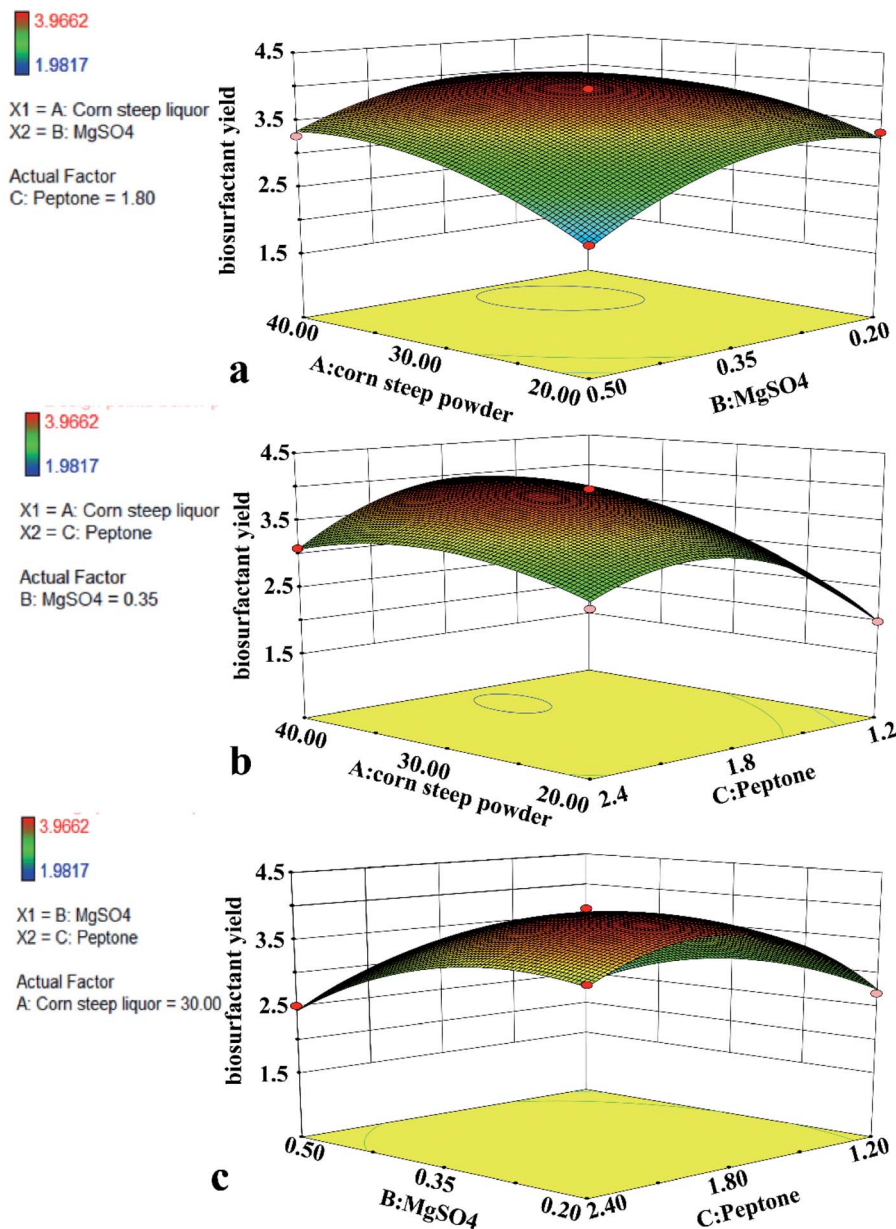 3.9662
1.9817
X1 = A: Corn steep liquor
X2 = B: MgSO4
Actual Factor
C: Peptone = 1.80
biosurfactant yield
4.5
3.5
2.5
1.5
40.00
30.00
20.00
A:corn steep powder
0.50
0.35
0.20
B:MgSO4
a
3.9662
1.9817
X1 = A: Corn steep liquor
X2 = C: Peptone
Actual Factor
B: MgSO4 = 0.35
biosurfactant yield
4.5
3.5
2.5
1.5
40.00
30.00
20.00
A:corn steep powder
2.4
1.8
1.2
C:Peptone
b
3.9662
1.9817
X1 = B: MgSO4
X2 = C: Peptone
Actual Factor
A: Corn steep liquor = 30.00
biosurfactant yield
4.5
3.5
2.5
1.5
0.50
0.35
0.20
B:MgSO4
2.40
1.80
1.20
C:Peptone
c